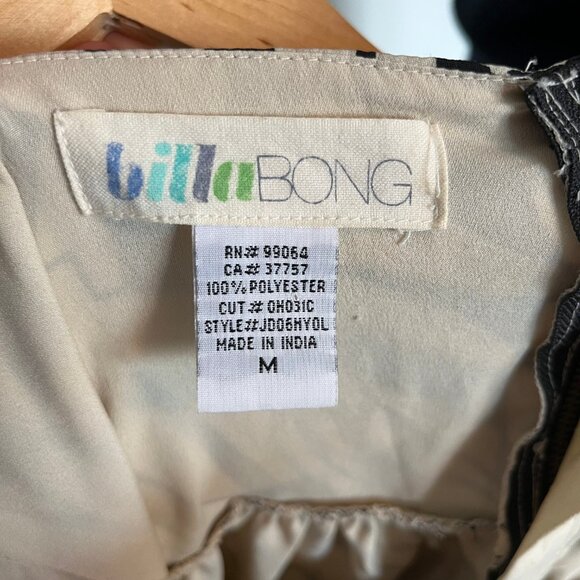 billaBONG
RN# 99064
CA# 37757
100% POLYESTER
CUT# 0H031C
STYLE#JD06HYOL
MADE IN INDIA
M